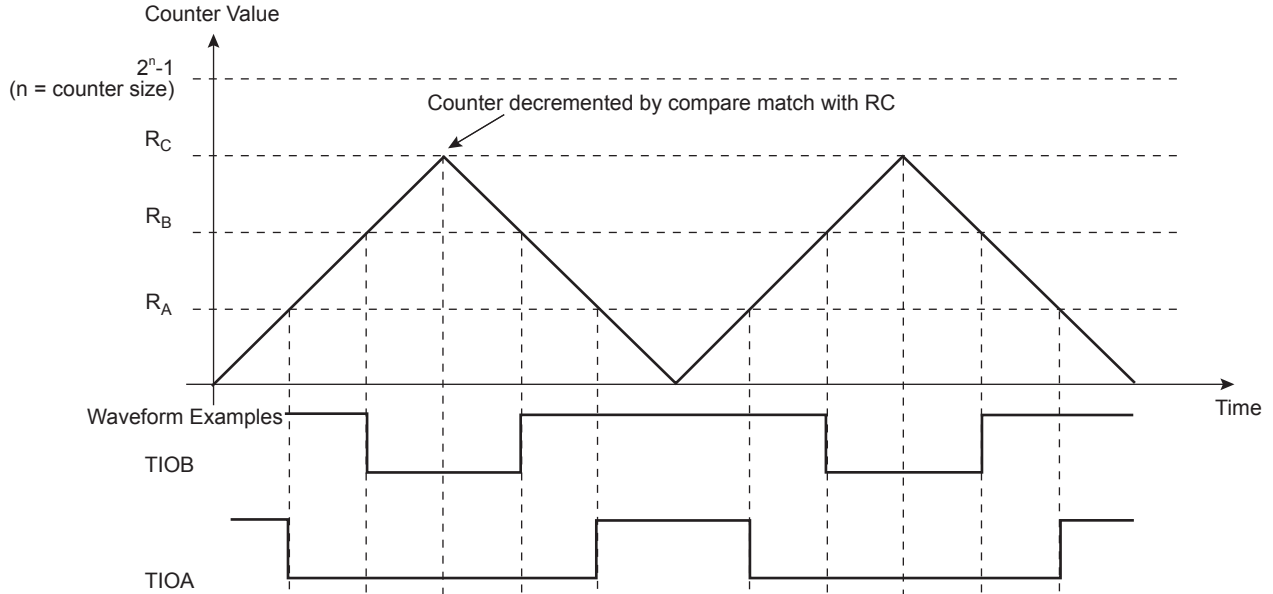 Counter Value
2ⁿ-1
(n = counter size)
Counter decremented by compare match with RC
R_C
R_B
R_A
Time
Waveform Examples
TIOB
TIOA